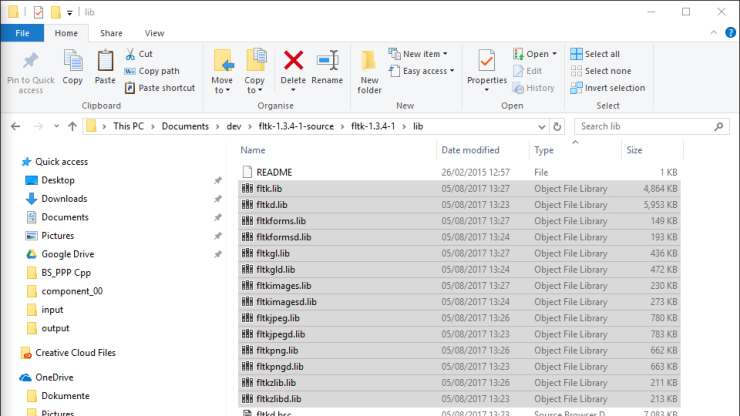 lib
File Home Share View
Pin to Quick access
Copy
Paste
Cut
Copy path
Paste shortcut
Clipboard
Move to
Copy to
Delete
Rename
Organise
New folder
New item
Easy access
New
Properties
Open
Edit
History
Open
Select all
Select none
Invert selection
Select
This PC > Documents > dev > fltk-1.3.4-1-source > fltk-1.3.4-1 > lib
Search lib
Quick access
Desktop
Downloads
Documents
Pictures
Google Drive
BS_PPP Cpp
component_00
input
output
Creative Cloud Files
OneDrive
Dokumente
Pictures
Name Date modified Type Size
README 26/02/2015 12:57 File 1 KB
fltk.lib 05/08/2017 13:27 Object File Library 4,864 KB
fltkd.lib 05/08/2017 13:23 Object File Library 5,953 KB
fltkforms.lib 05/08/2017 13:27 Object File Library 149 KB
fltkformsd.lib 05/08/2017 13:24 Object File Library 193 KB
fltkgl.lib 05/08/2017 13:27 Object File Library 436 KB
fltkgld.lib 05/08/2017 13:24 Object File Library 472 KB
fltkimages.lib 05/08/2017 13:27 Object File Library 230 KB
fltkimagesd.lib 05/08/2017 13:24 Object File Library 273 KB
fltkjpeg.lib 05/08/2017 13:26 Object File Library 780 KB
fltkjpegd.lib 05/08/2017 13:23 Object File Library 783 KB
fltkpng.lib 05/08/2017 13:26 Object File Library 662 KB
fltkpngd.lib 05/08/2017 13:23 Object File Library 663 KB
fltkzlib.lib 05/08/2017 13:26 Object File Library 211 KB
fltkzlibd.lib 05/08/2017 13:23 Object File Library 213 KB
fltkd.bsc 05/08/2017 13:23 Source Browser D... 7,083 KB